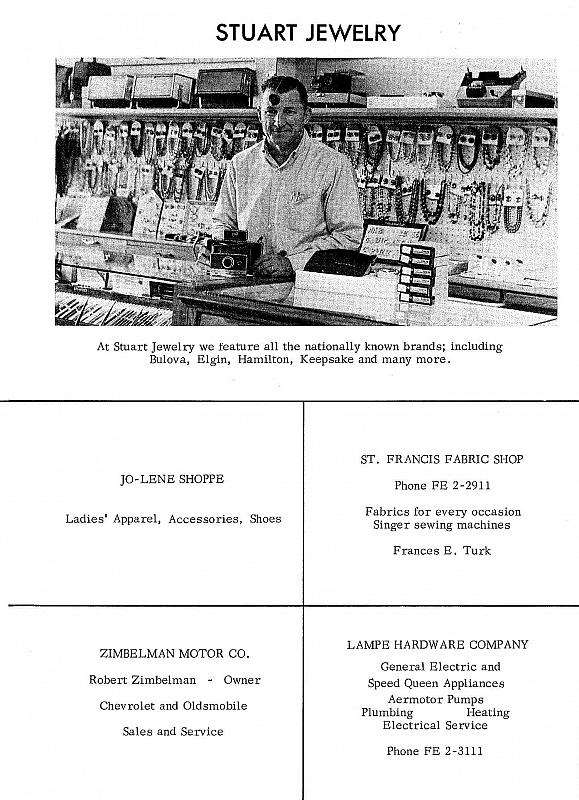 STUART JEWELRY
At Stuart Jewelry we feature all the nationally known brands; including
Bulova, Elgin, Hamilton, Keepsake and many more.
JO-LENE SHOPPE
Ladies' Apparel, Accessories, Shoes
ST. FRANCIS FABRIC SHOP
Phone FE 2-2911
Fabrics for every occasion
Singer sewing machines
Frances E. Turk
ZIMBELMAN MOTOR CO.
Robert Zimbelman - Owner
Chevrolet and Oldsmobile
Sales and Service
LAMPE HARDWARE COMPANY
General Electric and
Speed Queen Appliances
Aermotor Pumps
Plumbing Heating
Electrical Service
Phone FE 2-3111